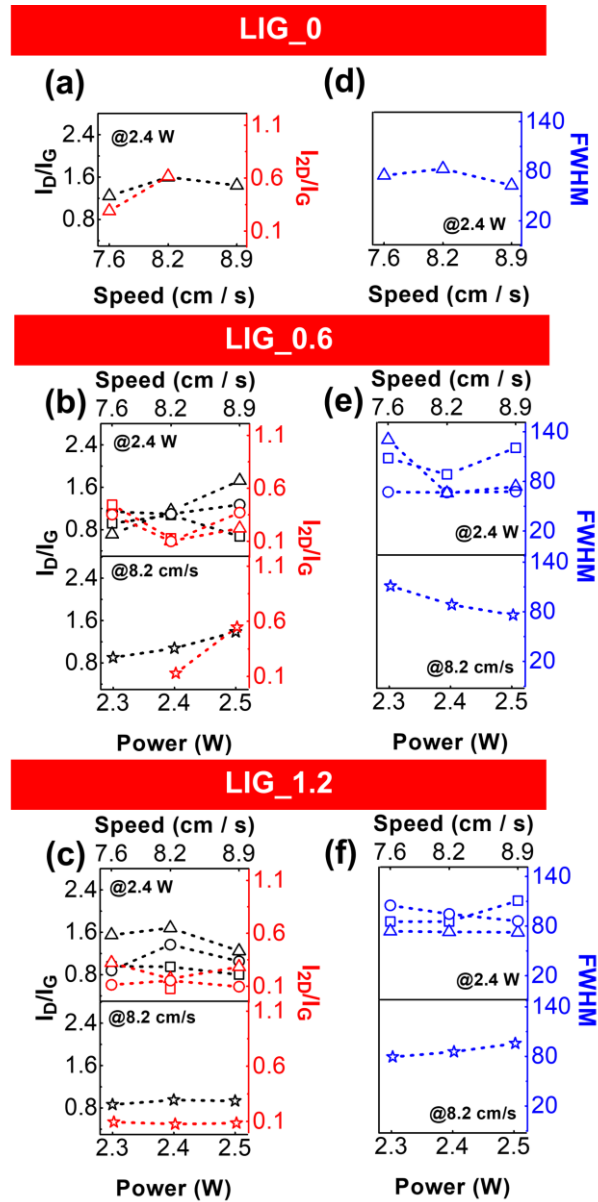 LIG_0
(a)
(d)
@2.4 W
2.4
1.6
0.8
I_D/I_G
1.1
0.6
0.1
I_2D/I_G
7.6 8.2 8.9
Speed (cm / s)
@2.4 W
140
80
20
FWHM
7.6 8.2 8.9
Speed (cm / s)
LIG_0.6
Speed (cm / s)
7.6 8.2 8.9
(b)
@2.4 W
2.4
1.6
0.8
1.1
0.6
0.1
@8.2 cm/s
2.4
1.6
0.8
I_D/I_G
1.1
0.6
0.1
I_2D/I_G
2.3 2.4 2.5
Power (W)
Speed (cm / s)
7.6 8.2 8.9
(e)
@2.4 W
140
80
20
@8.2 cm/s
140
80
20
FWHM
2.3 2.4 2.5
Power (W)
LIG_1.2
Speed (cm / s)
7.6 8.2 8.9
(c)
@2.4 W
2.4
1.6
0.8
1.1
0.6
0.1
@8.2 cm/s
2.4
1.6
0.8
I_D/I_G
1.1
0.6
0.1
I_2D/I_G
2.3 2.4 2.5
Power (W)
Speed (cm / s)
7.6 8.2 8.9
(f)
@2.4 W
140
80
20
@8.2 cm/s
140
80
20
FWHM
2.3 2.4 2.5
Power (W)